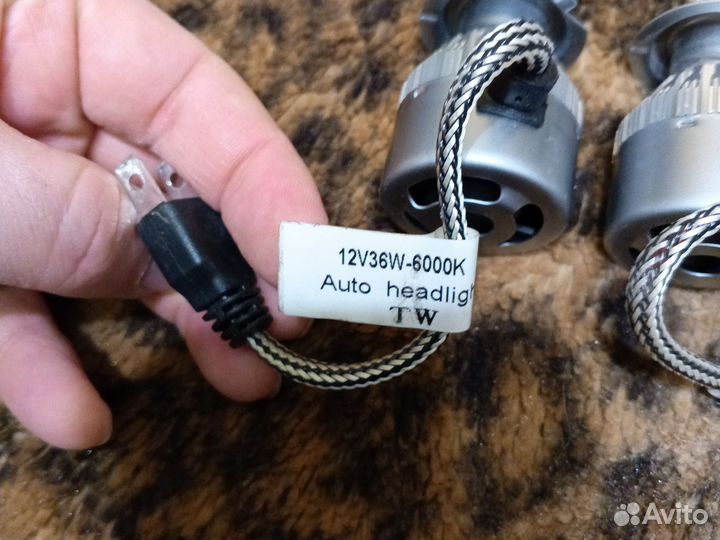 12V36W-6000K
Auto headligh
TW
Avito